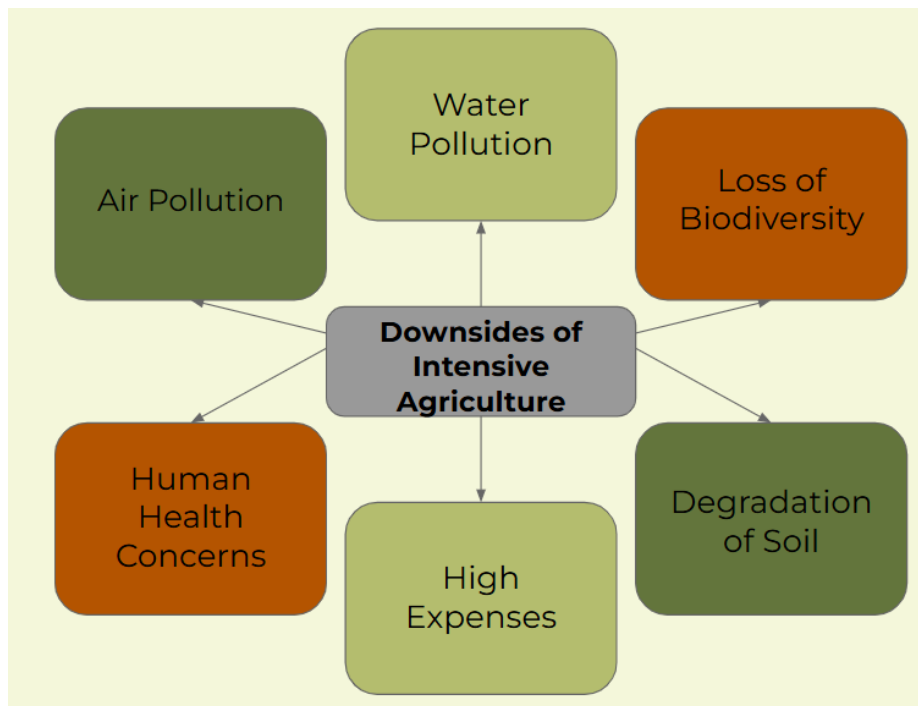 Water
Pollution
Air Pollution
Loss of
Biodiversity
Downsides of
Intensive
Agriculture
Human
Health
Concerns
Degradation
of Soil
High
Expenses